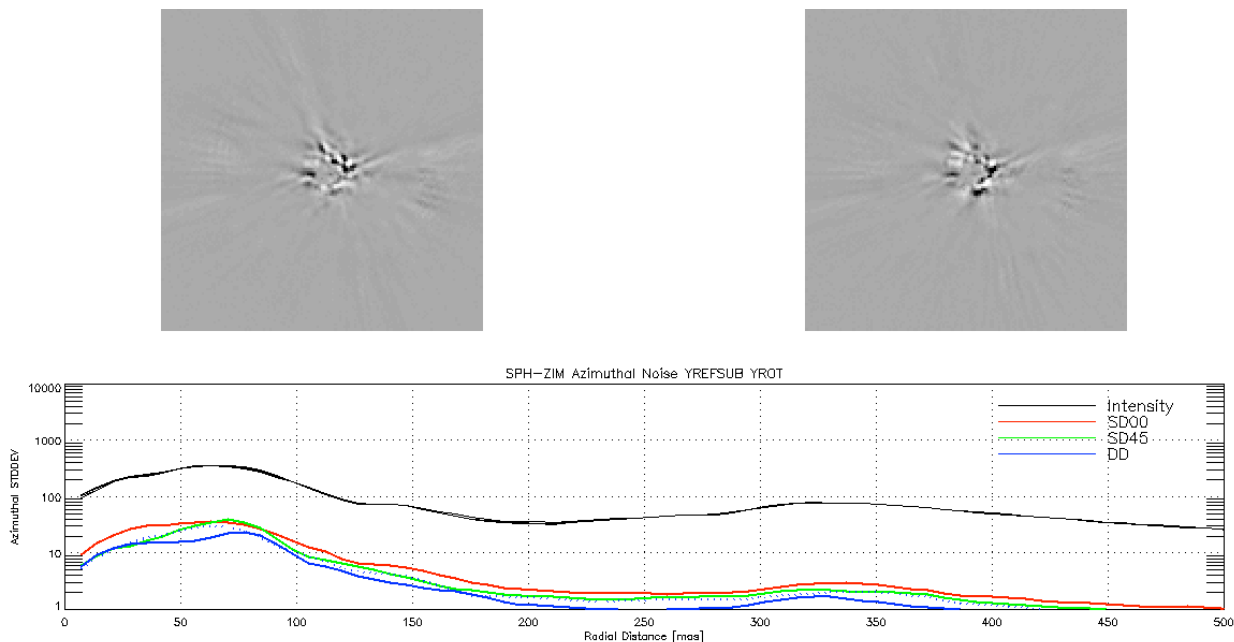 SPH-ZIM Azimuthal Noise YREFSUB YROT
10000
1000
100
10
1
Azimuthal STDDEV
Intensity
SD00
SD45
DD
0 50 100 150 200 250 300 350 400 450 500
Radial Distance [mas]